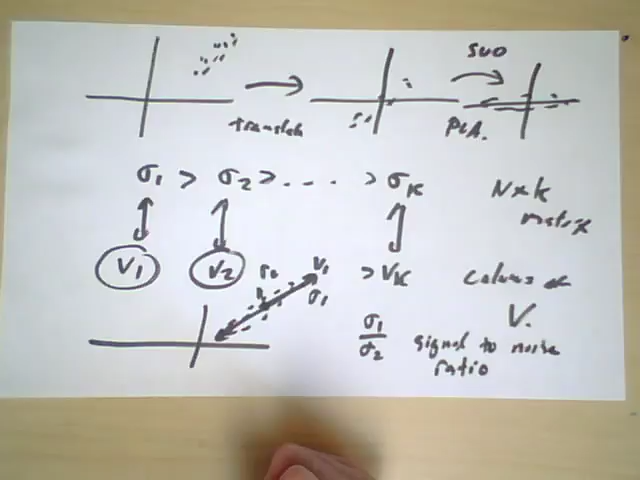 SVD
translate PCA.
σ1 > σ2 > . . . . > σk N×k
matrix
V1 V2 V1 > Vk columns of
σ1 V.
σ1/σ2 signal to noise
ratio